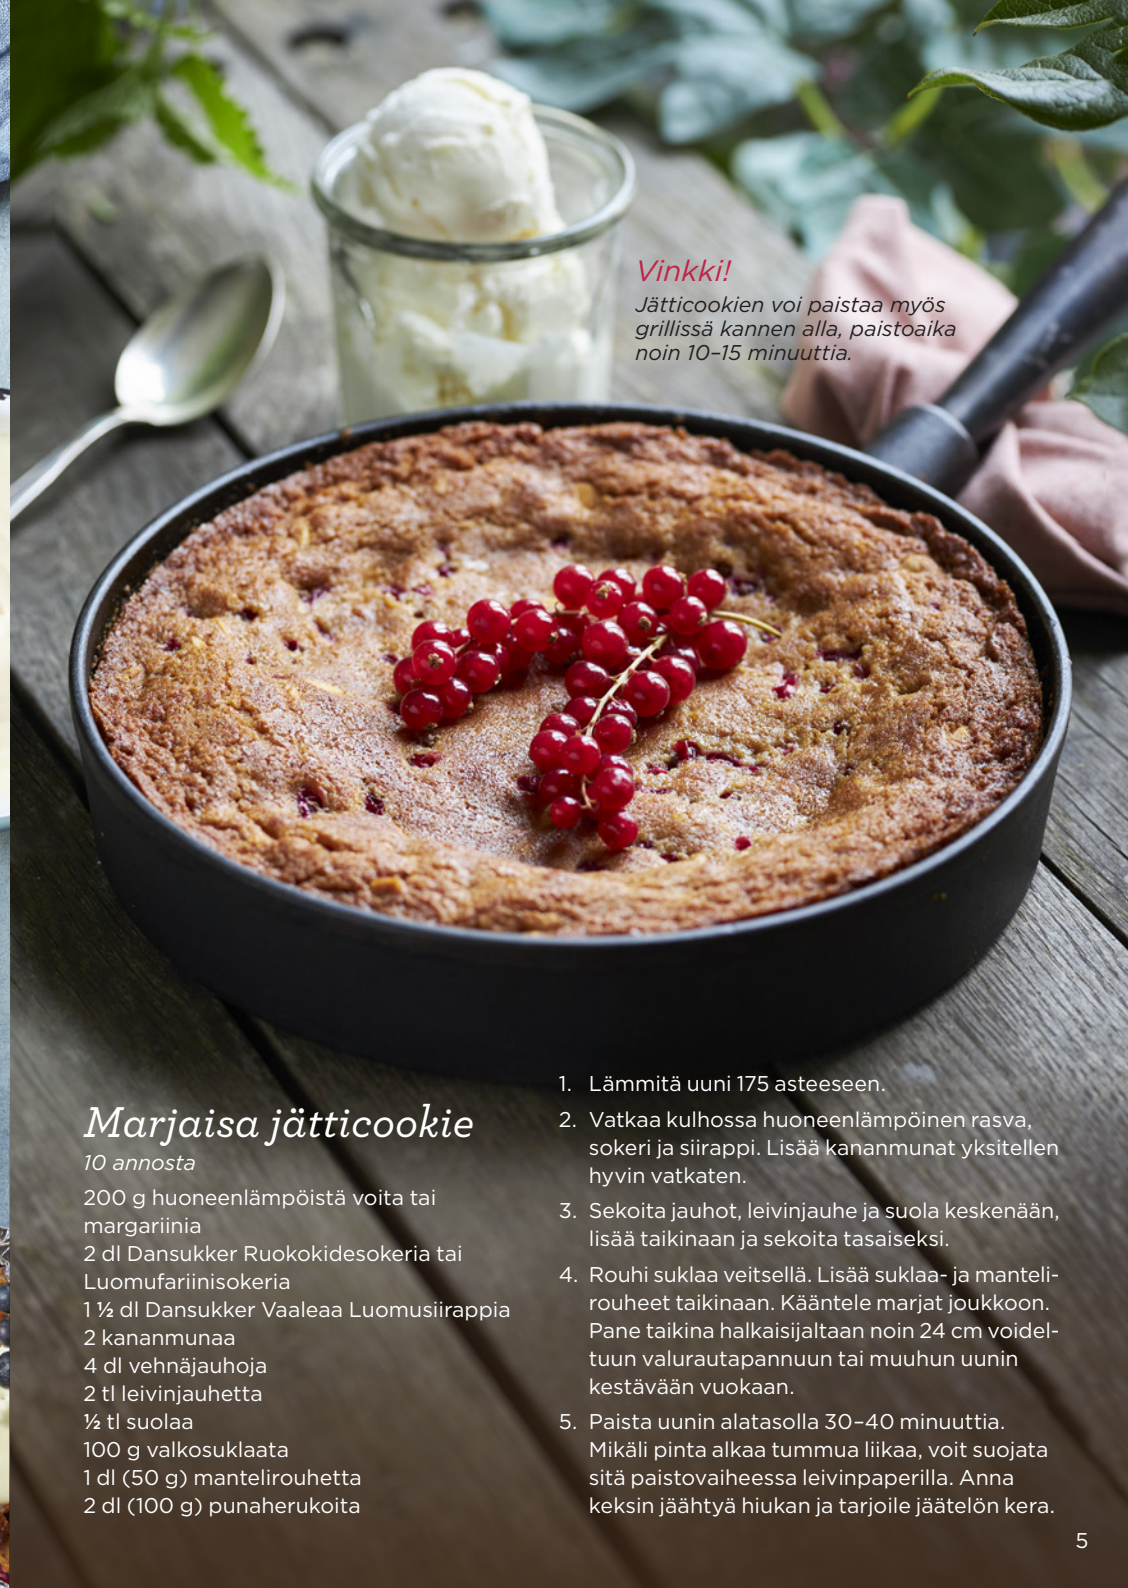 Vinkki!
Jätticookien voi paistaa myös
grillissä kannen alla, paistoaika
noin 10–15 minuuttia.
Marjaisa jätticookie
10 annosta
200 g huoneenlämpöistä voita tai
margariinia
2 dl Dansukker Ruokokidesokeria tai
Luomufariinisokeria
1 ½ dl Dansukker Vaaleaa Luomusiirappia
2 kananmunaa
4 dl vehnäjauhoja
2 tl leivinjauhetta
½ tl suolaa
100 g valkosuklaata
1 dl (50 g) mantelirouhetta
2 dl (100 g) punaherukoita
1. Lämmitä uuni 175 asteeseen.
2. Vatkaa kulhossa huoneenlämpöinen rasva,
sokeri ja siirappi. Lisää kananmunat yksitellen
hyvin vatkaten.
3. Sekoita jauhot, leivinjauhe ja suola keskenään,
lisää taikinaan ja sekoita tasaiseksi.
4. Rouhi suklaa veitsellä. Lisää suklaa- ja manteli-
rouheet taikinaan. Kääntele marjat joukkoon.
Pane taikina halkaisijaltaan noin 24 cm voidel-
tuun valurautapannuun tai muuhun uunin
kestävään vuokaan.
5. Paista uunin alatasolla 30–40 minuuttia.
Mikäli pinta alkaa tummua liikaa, voit suojata
sitä paistovaiheessa leivinpaperilla. Anna
keksin jäähtyä hiukan ja tarjoile jäätelön kera.
5